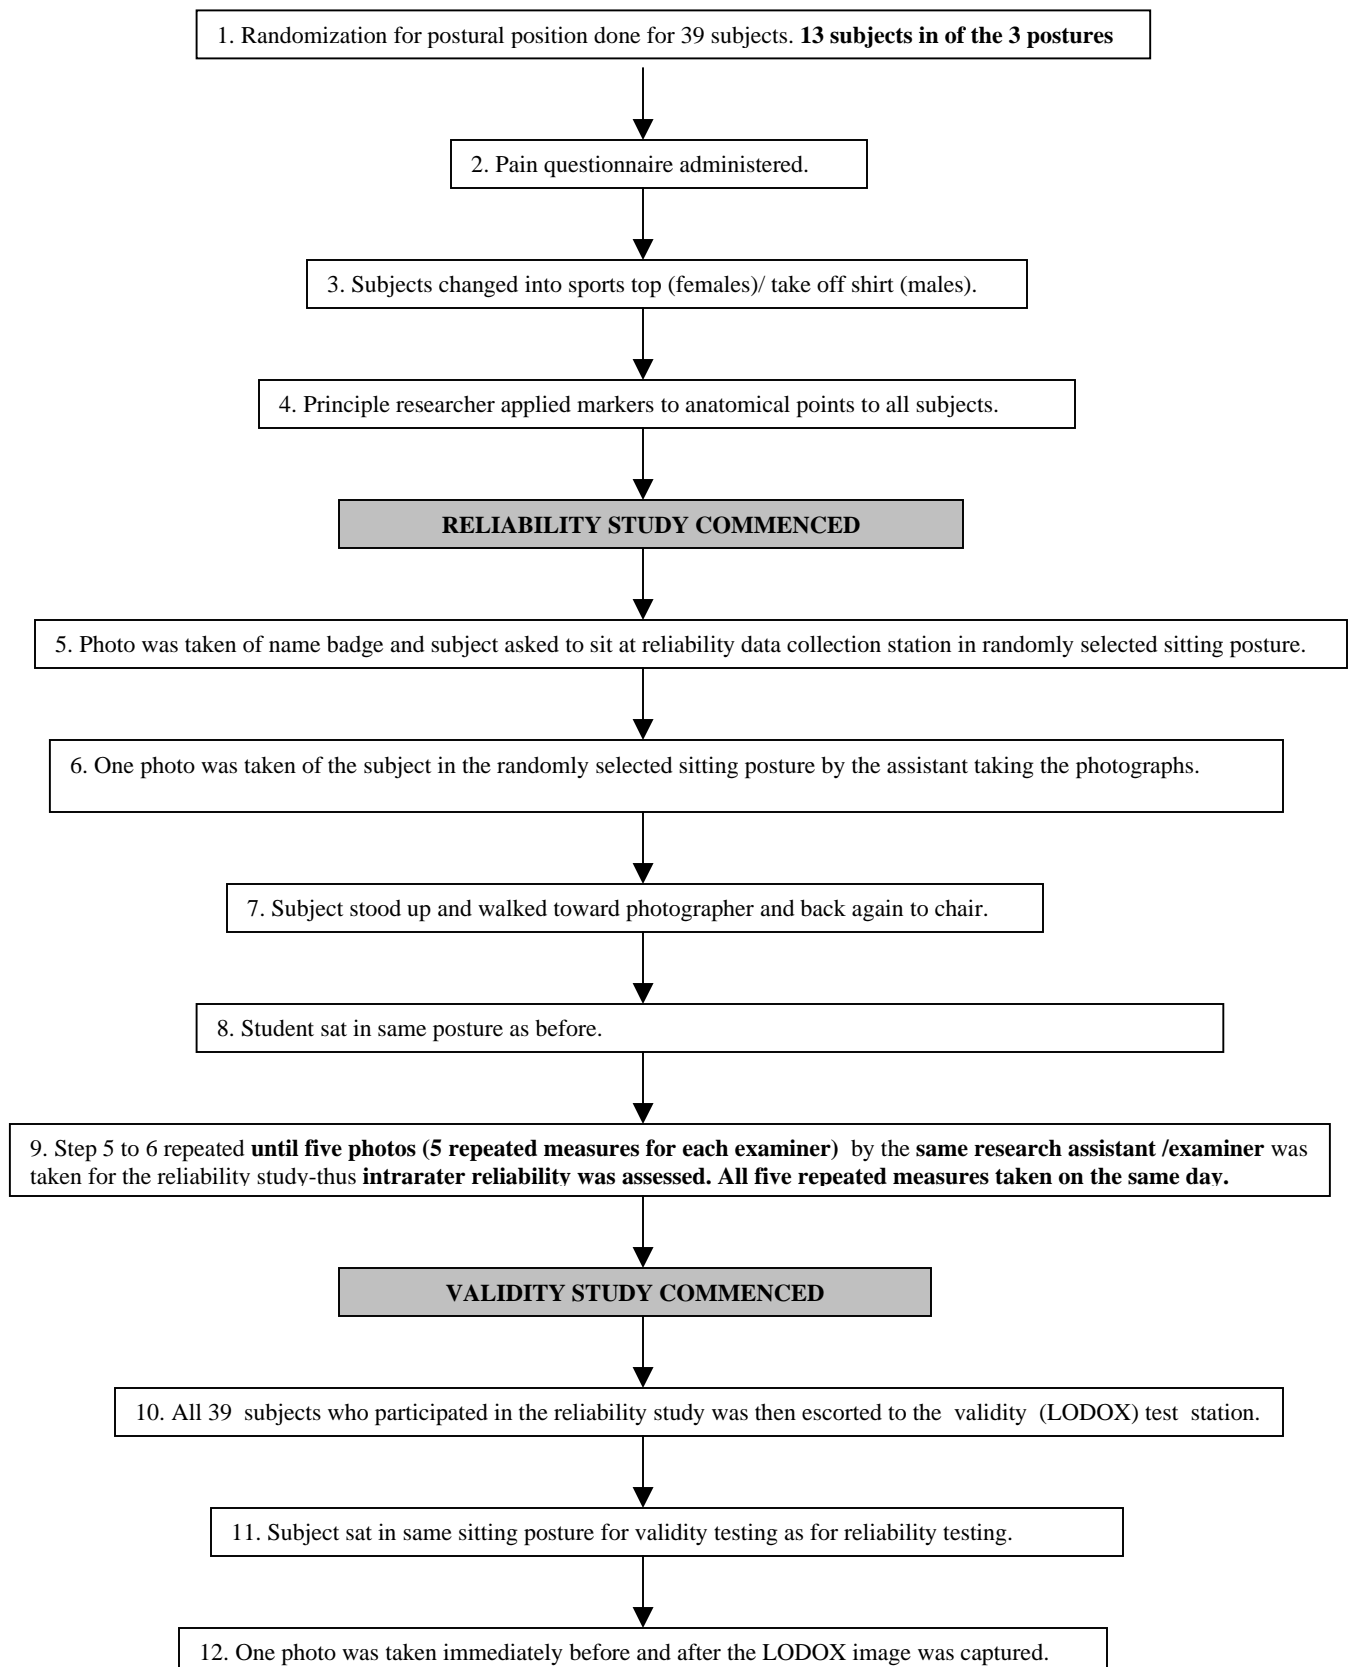 1. Randomization for postural position done for 39 subjects. 13 subjects in of the 3 postures
2. Pain questionnaire administered.
3. Subjects changed into sports top (females)/ take off shirt (males).
4. Principle researcher applied markers to anatomical points to all subjects.
RELIABILITY STUDY COMMENCED
5. Photo was taken of name badge and subject asked to sit at reliability data collection station in randomly selected sitting posture.
6. One photo was taken of the subject in the randomly selected sitting posture by the assistant taking the photographs.
7. Subject stood up and walked toward photographer and back again to chair.
8. Student sat in same posture as before.
9. Step 5 to 6 repeated until five photos (5 repeated measures for each examiner) by the same research assistant /examiner was
taken for the reliability study-thus intrarater reliability was assessed. All five repeated measures taken on the same day.
VALIDITY STUDY COMMENCED
10. All 39 subjects who participated in the reliability study was then escorted to the validity (LODOX) test station.
11. Subject sat in same sitting posture for validity testing as for reliability testing.
12. One photo was taken immediately before and after the LODOX image was captured.